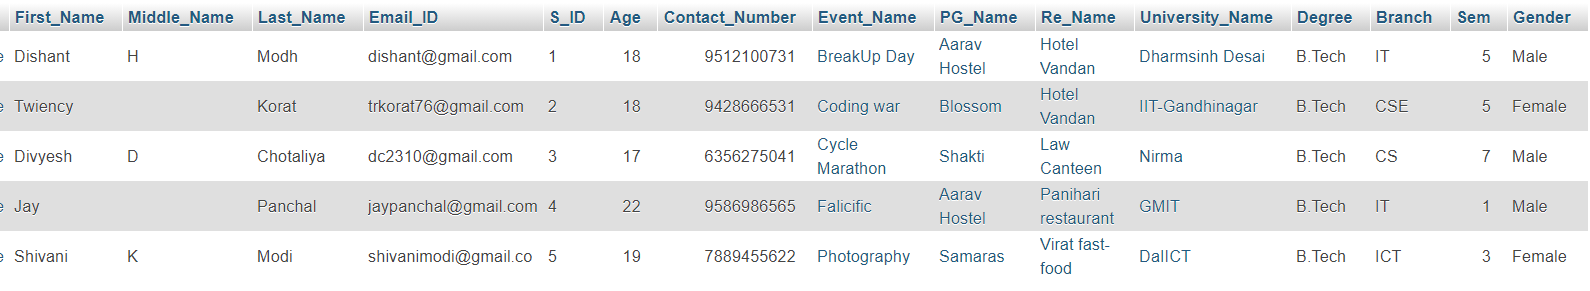 First_Name Middle_Name Last_Name Email_ID S_ID Age Contact_Number Event_Name PG_Name Re_Name University_Name Degree Branch Sem Gender
e Dishant H Modh dishant@gmail.com 1 18 9512100731 BreakUp Day Aarav Hostel Hotel Vandan Dharmsinh Desai B.Tech IT 5 Male
e Twiency Korat trkorat76@gmail.com 2 18 9428666531 Coding war Blossom Hotel Vandan IIT-Gandhinagar B.Tech CSE 5 Female
e Divyesh D Chotaliya dc2310@gmail.com 3 17 6356275041 Cycle Marathon Shakti Law Canteen Nirma B.Tech CS 7 Male
e Jay Panchal jaypanchal@gmail.com 4 22 9586986565 Falicific Aarav Hostel Panihari restaurant GMIT B.Tech IT 1 Male
e Shivani K Modi shivanimodi@gmail.co 5 19 7889455622 Photography Samaras Virat fast-food DaIICT B.Tech ICT 3 Female